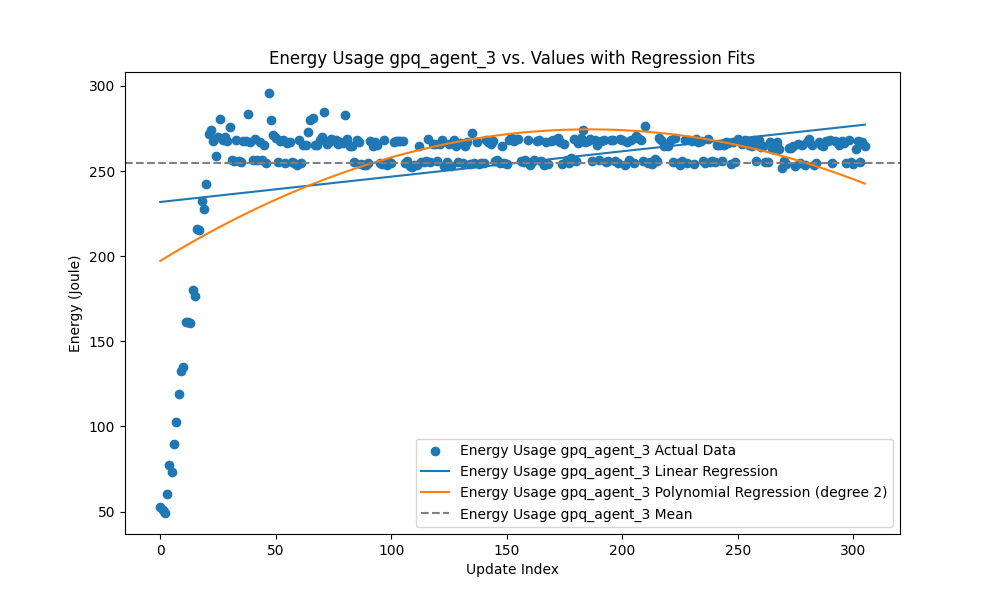 Energy Usage gpq_agent_3 vs. Values with Regression Fits
300
250
200
150
100
50
Energy (Joule)
Energy Usage gpq_agent_3 Actual Data
Energy Usage gpq_agent_3 Linear Regression
Energy Usage gpq_agent_3 Polynomial Regression (degree 2)
Energy Usage gpq_agent_3 Mean
0 50 100 150 200 250 300
Update Index